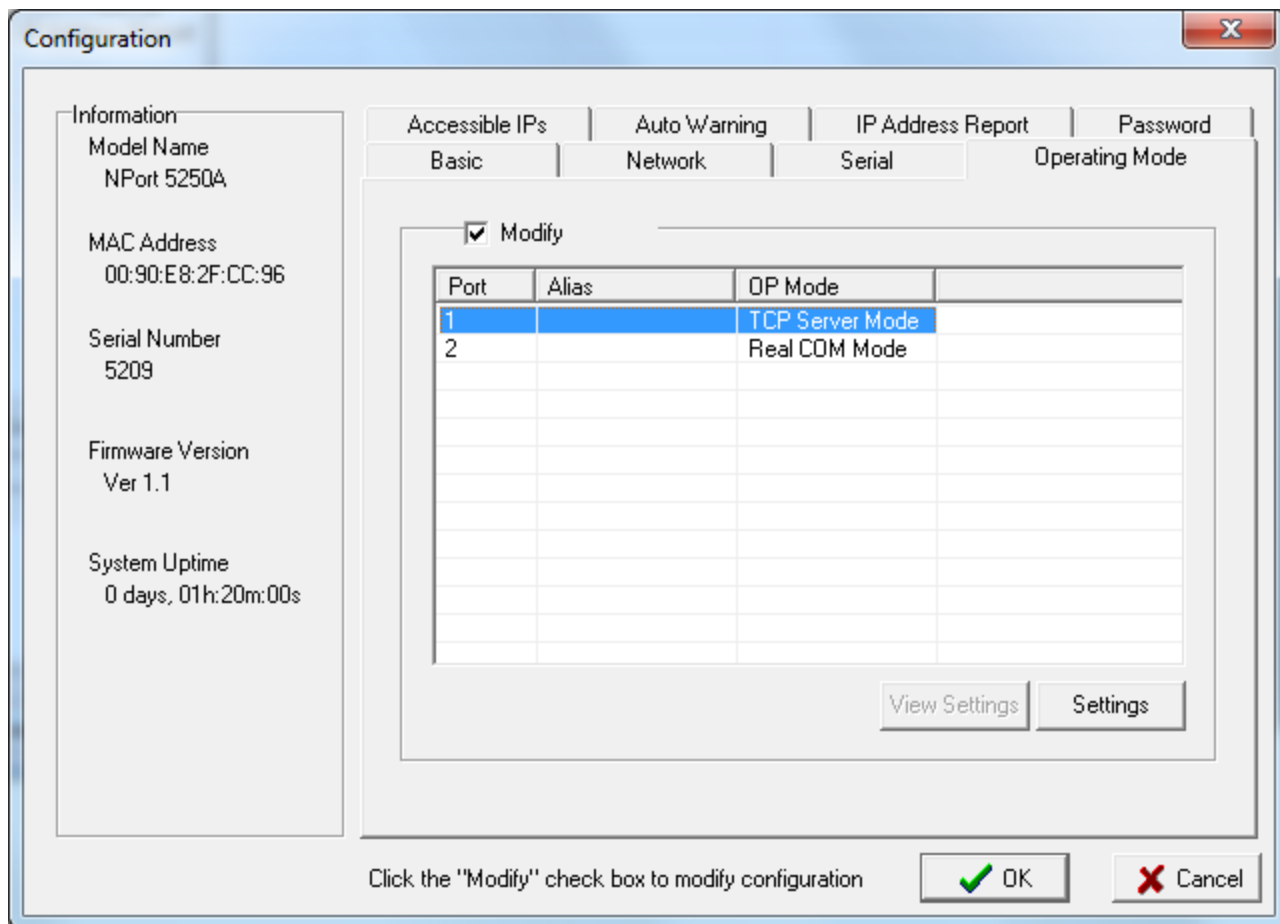 Configuration
Information
Model Name
NPort 5250A
MAC Address
00:90:E8:2F:CC:96
Serial Number
5209
Firmware Version
Ver 1.1
System Uptime
0 days, 01h:20m:00s
Accessible IPs Auto Warning IP Address Report Password
Basic Network Serial Operating Mode
Modify
Port Alias OP Mode
1 TCP Server Mode
2 Real COM Mode
View Settings Settings
Click the "Modify" check box to modify configuration
OK Cancel